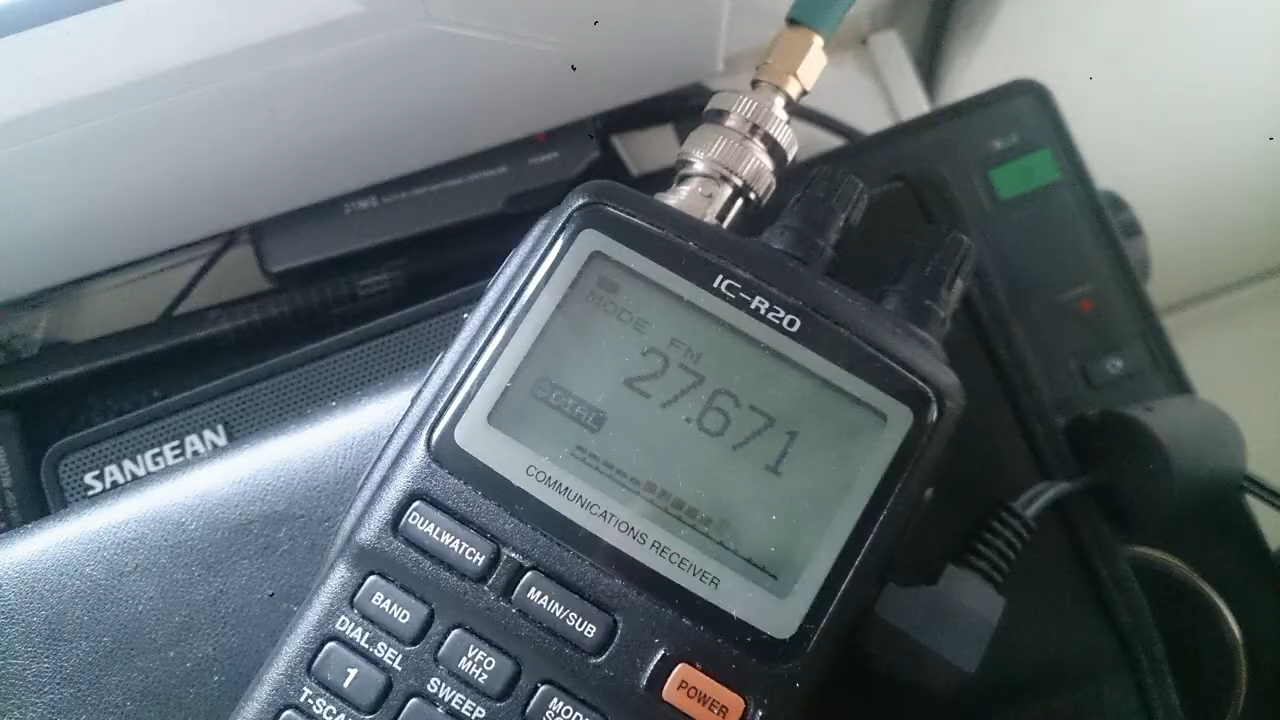 IC-R20
MODE
FM
27.671
DIAL
COMMUNICATIONS RECEIVER
DUALWATCH
MAIN/SUB
BAND
DIAL.SEL
VFO
MHz
1
SWEEP
POWER
SANGEAN